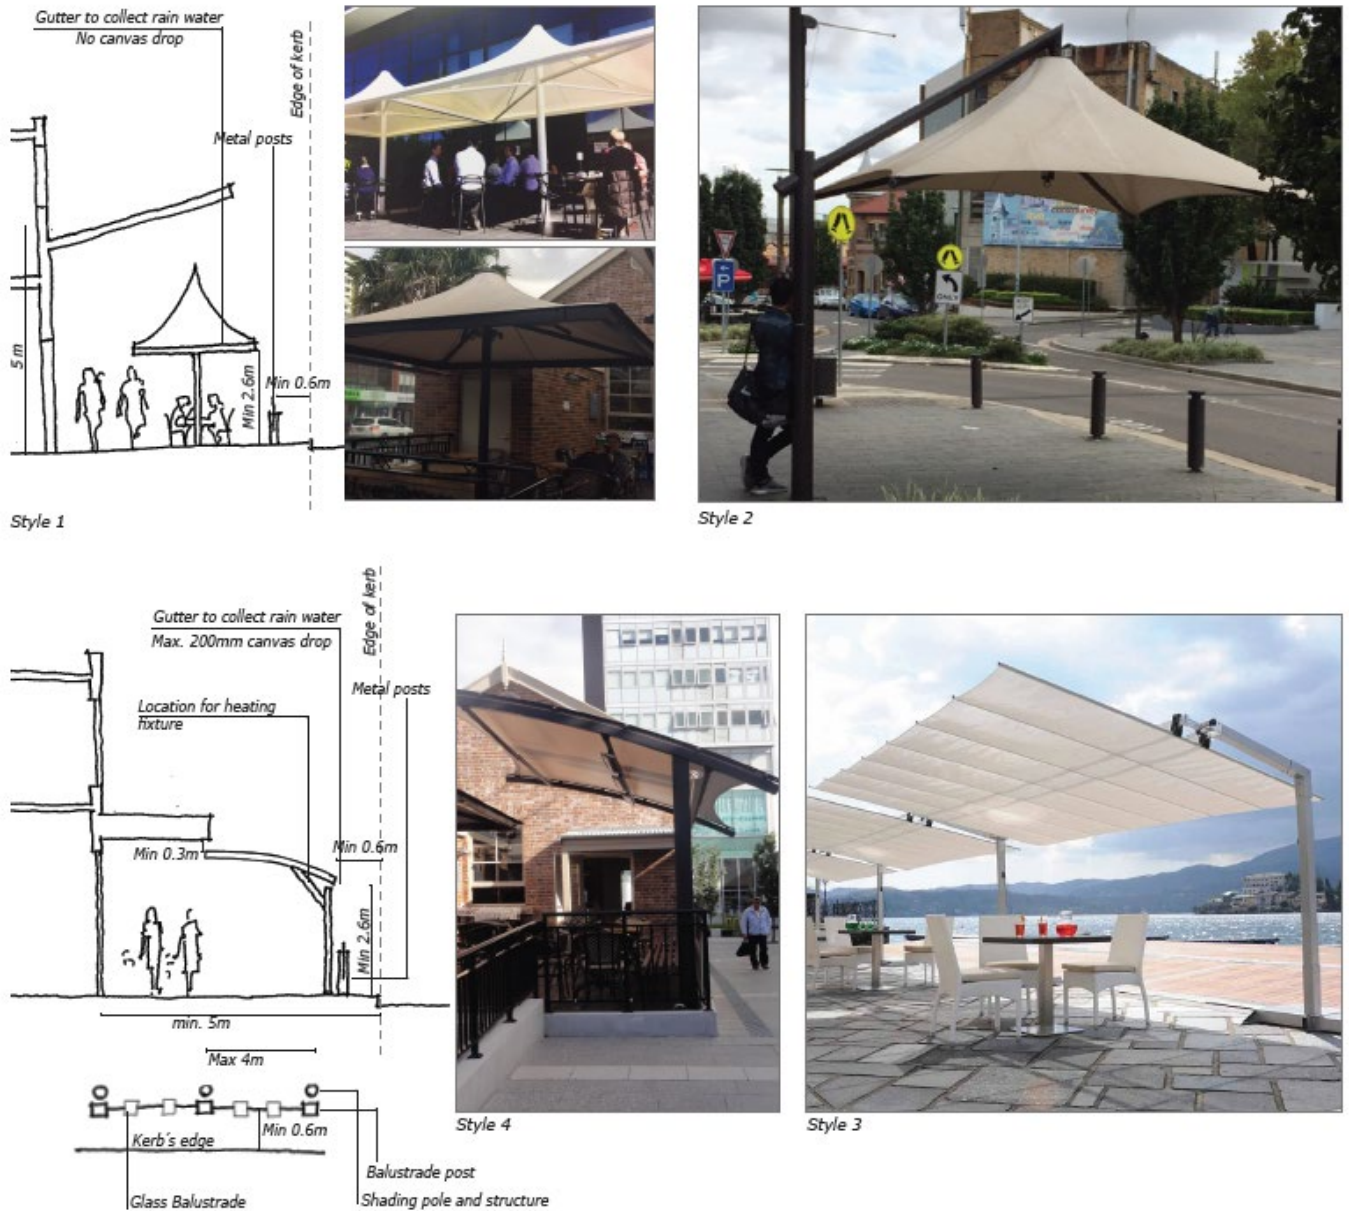 Gutter to collect rain water
No canvas drop
Edge of kerb
Metal posts
5 m
Min 2.6m
Min 0.6m
Style 1
P
ONLY
Style 2
Edge of kerb
Gutter to collect rain water
Max. 200mm canvas drop
Metal posts
Location for heating
fixture
Min 0.3m
Min 0.6m
Min 2.6m
min. 5m
Max 4m
Min 0.6m
Kerb's edge
Balustrade post
Glass Balustrade
Shading pole and structure
Style 4
Style 3